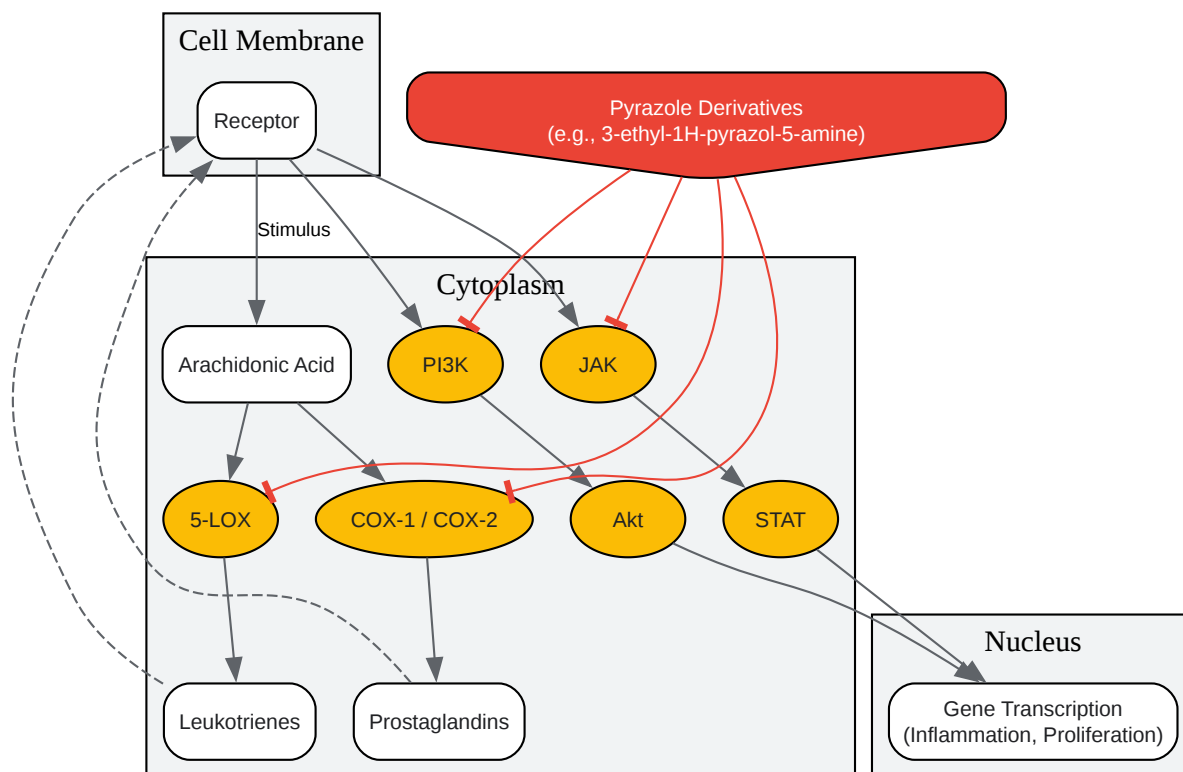 Cell Membrane
Receptor
Pyrazole Derivatives
(e.g., 3-ethyl-1H-pyrazol-5-amine)
Stimulus
Cytoplasm
Arachidonic Acid
PI3K
JAK
5-LOX
COX-1 / COX-2
Akt
STAT
Nucleus
Leukotrienes
Prostaglandins
Gene Transcription
(Inflammation, Proliferation)